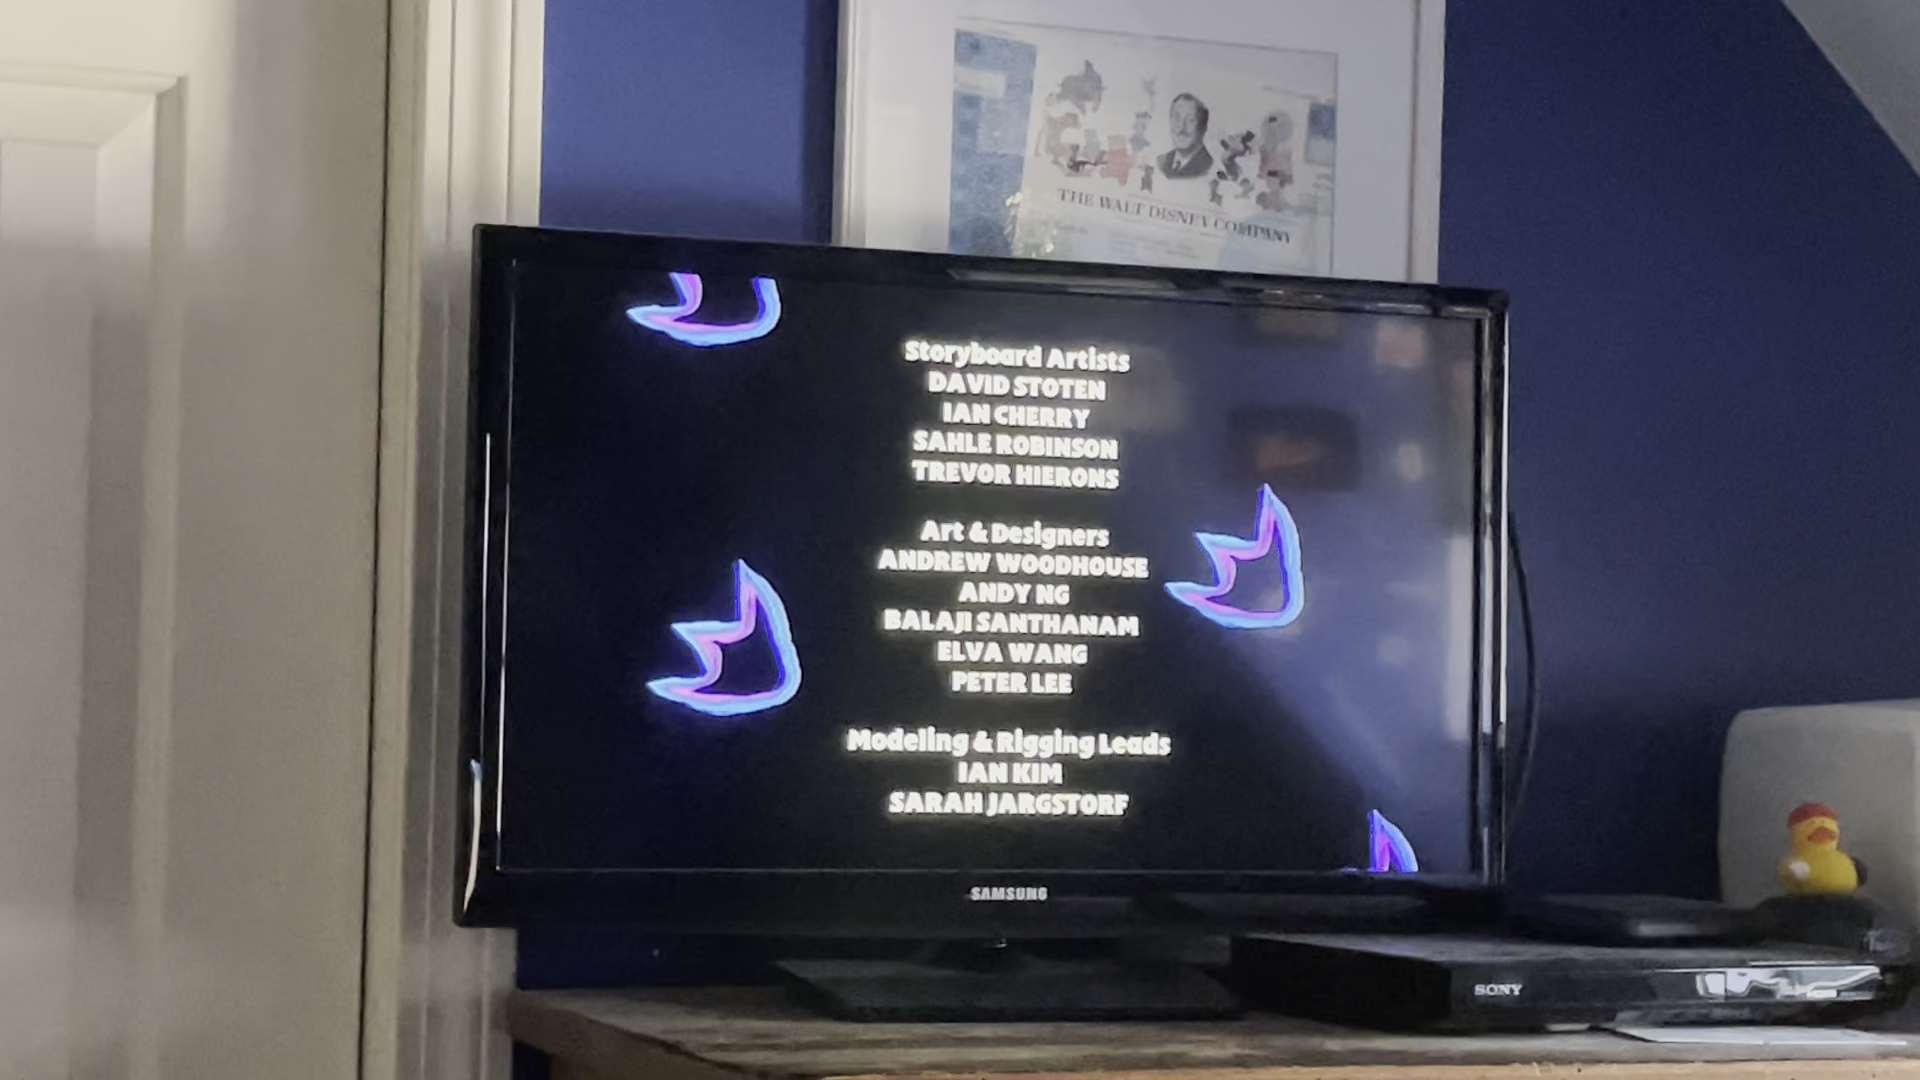 THE WALT DISNEY COMPANY
Storyboard Artists
DAVID STOTEN
IAN CHERRY
SAHLE ROBINSON
TREVOR HIERONS
Art & Designers
ANDREW WOODHOUSE
ANDY NG
BALAJI SANTHANAM
ELVA WANG
PETER LEE
Modeling & Rigging Leads
IAN KIM
SARAH JARGSTORF
SAMSUNG
SONY